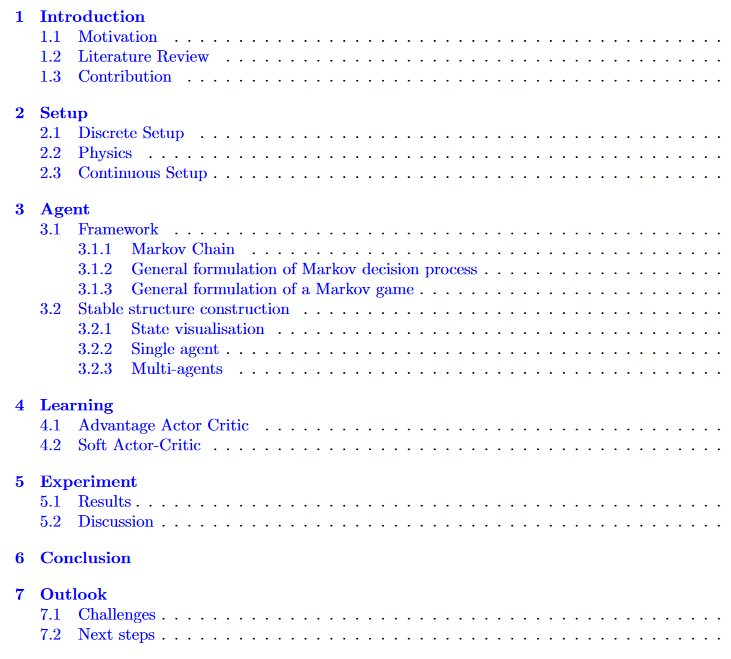 1 Introduction
1.1 Motivation . . . . . . . . . . . . . . . . . . . . . . . . . . . . . . . . . . . . . . . . . . .
1.2 Literature Review . . . . . . . . . . . . . . . . . . . . . . . . . . . . . . . . . . . . . . .
1.3 Contribution . . . . . . . . . . . . . . . . . . . . . . . . . . . . . . . . . . . . . . . . . .
2 Setup
2.1 Discrete Setup . . . . . . . . . . . . . . . . . . . . . . . . . . . . . . . . . . . . . . . . .
2.2 Physics . . . . . . . . . . . . . . . . . . . . . . . . . . . . . . . . . . . . . . . . . . . . .
2.3 Continuous Setup . . . . . . . . . . . . . . . . . . . . . . . . . . . . . . . . . . . . . . . .
3 Agent
3.1 Framework . . . . . . . . . . . . . . . . . . . . . . . . . . . . . . . . . . . . . . . . . . .
3.1.1 Markov Chain . . . . . . . . . . . . . . . . . . . . . . . . . . . . . . . . . . . . .
3.1.2 General formulation of Markov decision process . . . . . . . . . . . . . . . . . . .
3.1.3 General formulation of a Markov game . . . . . . . . . . . . . . . . . . . . . . . .
3.2 Stable structure construction . . . . . . . . . . . . . . . . . . . . . . . . . . . . . . . . .
3.2.1 State visualisation . . . . . . . . . . . . . . . . . . . . . . . . . . . . . . . . . . .
3.2.2 Single agent . . . . . . . . . . . . . . . . . . . . . . . . . . . . . . . . . . . . . . .
3.2.3 Multi-agents . . . . . . . . . . . . . . . . . . . . . . . . . . . . . . . . . . . . . .
4 Learning
4.1 Advantage Actor Critic . . . . . . . . . . . . . . . . . . . . . . . . . . . . . . . . . . . .
4.2 Soft Actor-Critic . . . . . . . . . . . . . . . . . . . . . . . . . . . . . . . . . . . . . . . .
5 Experiment
5.1 Results . . . . . . . . . . . . . . . . . . . . . . . . . . . . . . . . . . . . . . . . . . . . . .
5.2 Discussion . . . . . . . . . . . . . . . . . . . . . . . . . . . . . . . . . . . . . . . . . . . .
6 Conclusion
7 Outlook
7.1 Challenges . . . . . . . . . . . . . . . . . . . . . . . . . . . . . . . . . . . . . . . . . . . .
7.2 Next steps . . . . . . . . . . . . . . . . . . . . . . . . . . . . . . . . . . . . . . . . . . . .